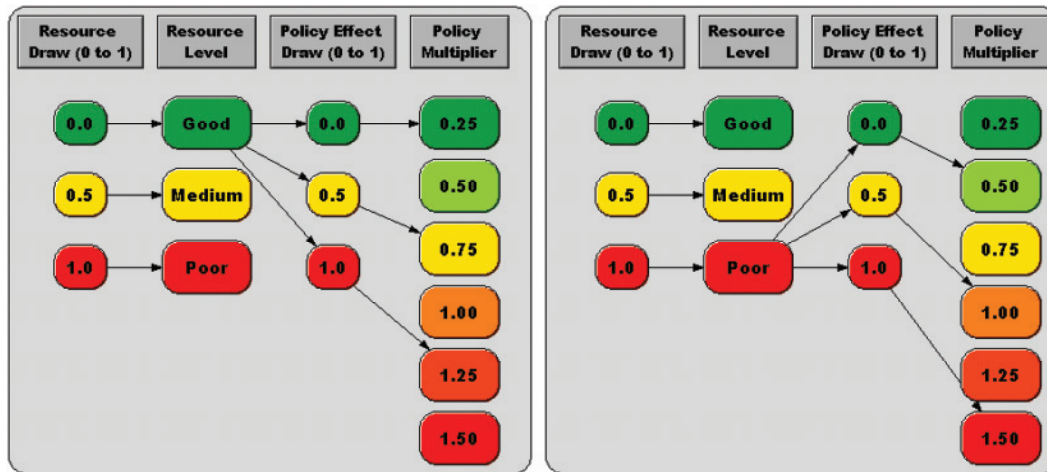 Resource
Draw (0 to 1)
Resource
Level
Policy Effect
Draw (0 to 1)
Policy
Multiplier
0.0
Good
0.0
0.25
0.50
0.5
Medium
0.5
0.75
1.0
Poor
1.0
1.00
1.25
1.50
Resource
Draw (0 to 1)
Resource
Level
Policy Effect
Draw (0 to 1)
Policy
Multiplier
0.0
Good
0.0
0.25
0.50
0.5
Medium
0.5
0.75
1.0
Poor
1.0
1.00
1.25
1.50